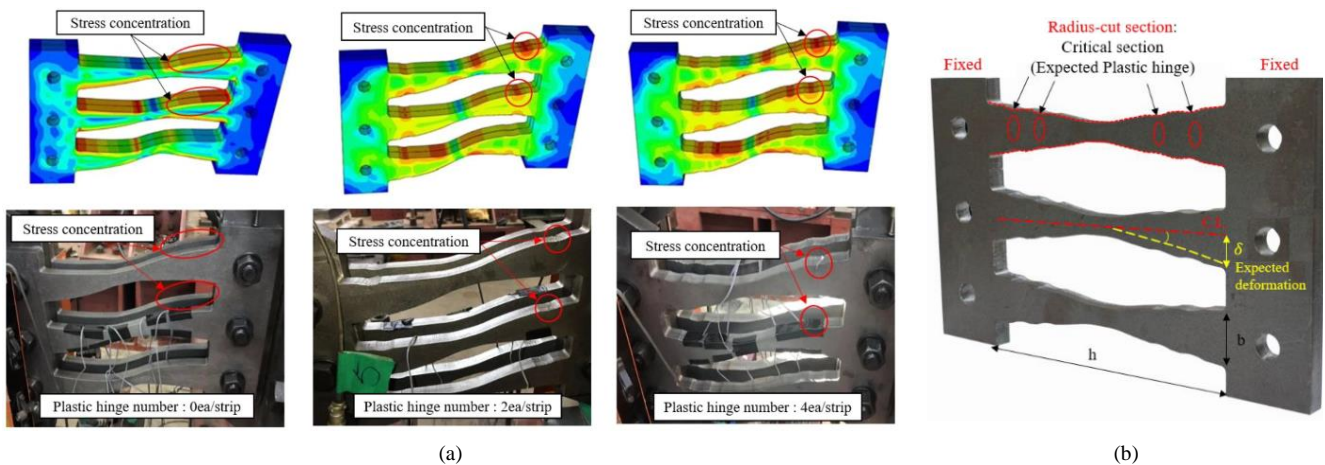 Stress concentration
Stress concentration
Stress concentration
Stress concentration
Stress concentration
Stress concentration
Plastic hinge number : 0ea/strip
Plastic hinge number : 2ea/strip
Plastic hinge number : 4ea/strip
(a)
Radius-cut section:
Critical section
(Expected Plastic hinge)
Fixed
Fixed
δ
Expected
deformation
b
h
(b)